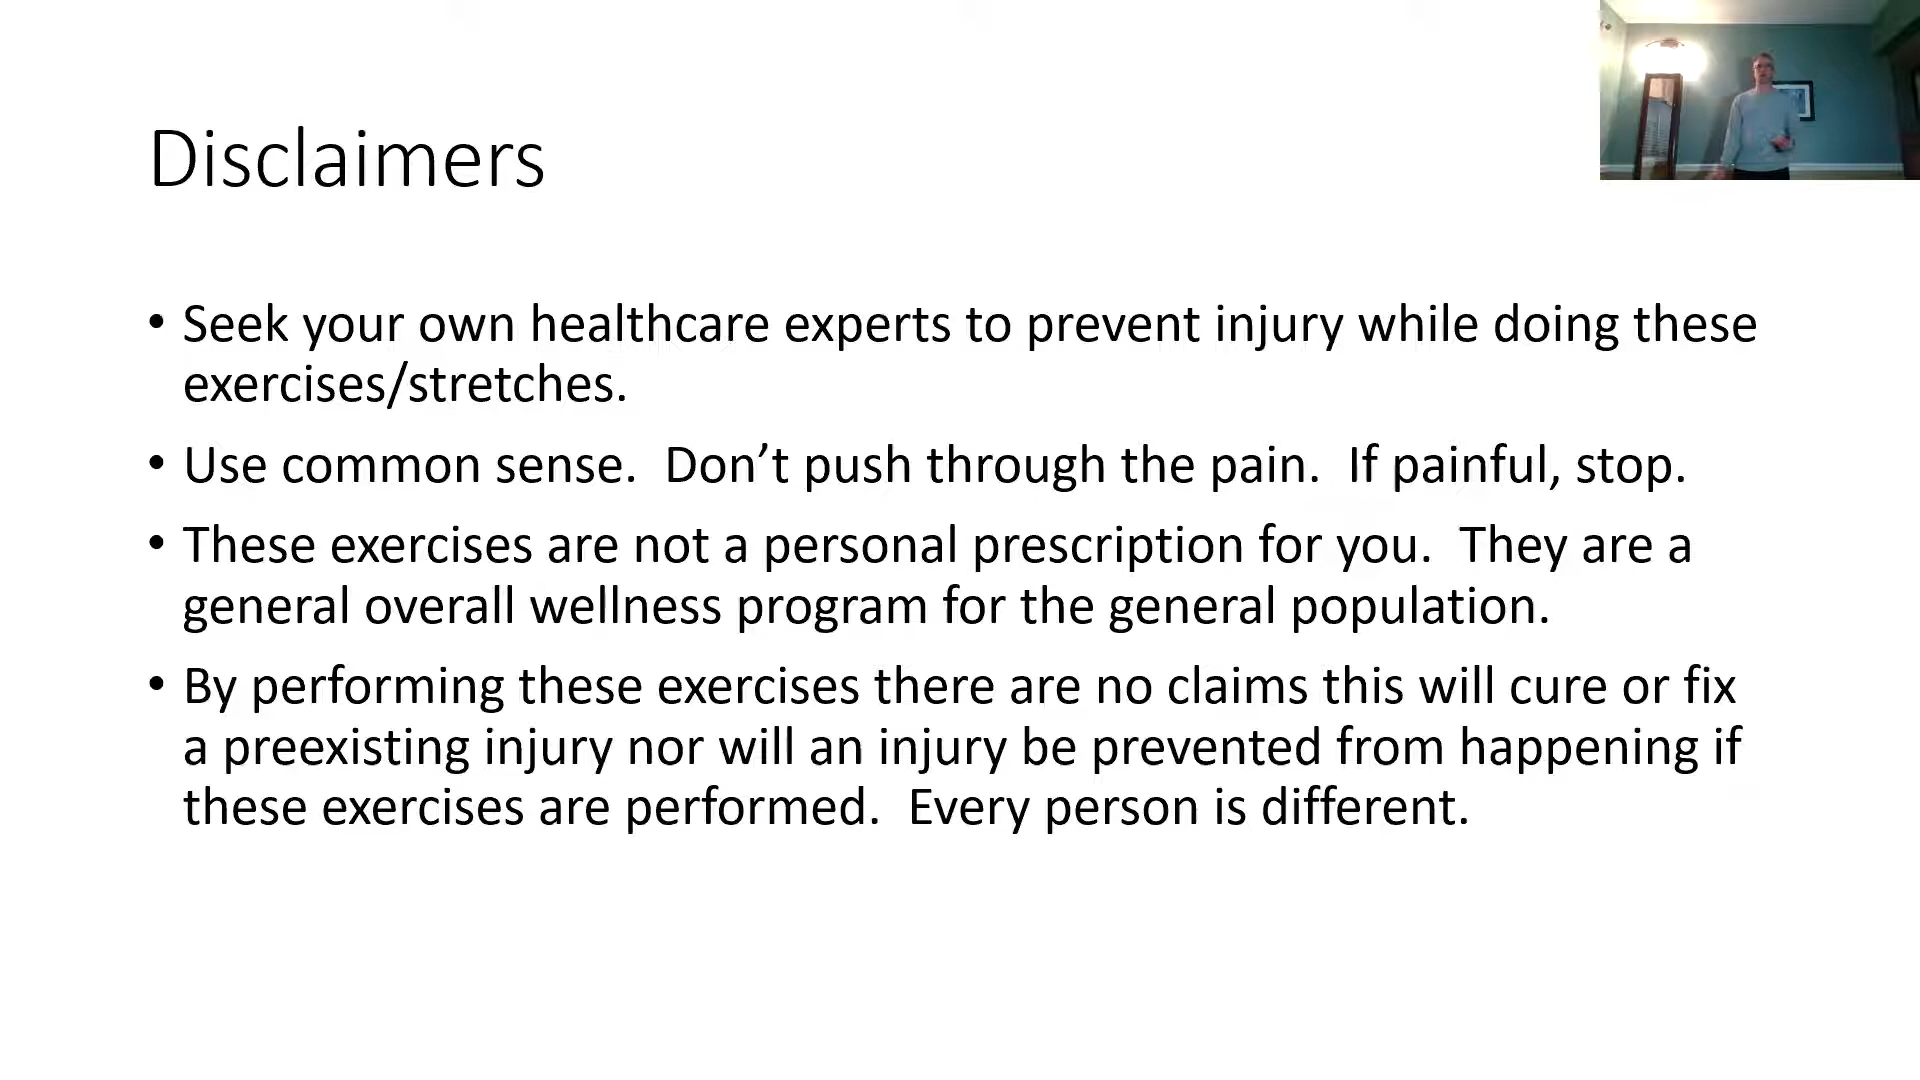 Disclaimers
• Seek your own healthcare experts to prevent injury while doing these
exercises/stretches.
• Use common sense.  Don’t push through the pain.  If painful, stop.
• These exercises are not a personal prescription for you.  They are a
general overall wellness program for the general population.
• By performing these exercises there are no claims this will cure or fix
a preexisting injury nor will an injury be prevented from happening if
these exercises are performed.  Every person is different.